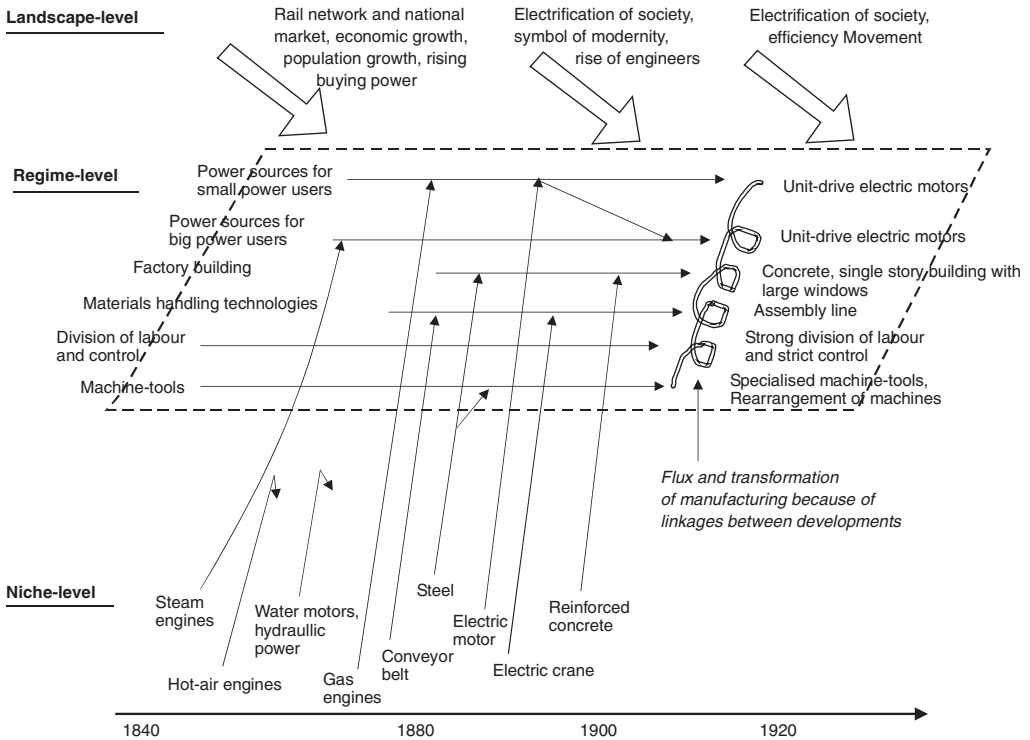 Landscape-level
Rail network and national
market, economic growth,
population growth, rising
buying power
Electrification of society,
symbol of modernity,
rise of engineers
Electrification of society,
efficiency Movement
Regime-level
Power sources for
small power users
Power sources for
big power users
Factory building
Materials handling technologies
Division of labour
and control
Machine-tools
Unit-drive electric motors
Unit-drive electric motors
Concrete, single story building with
large windows
Assembly line
Strong division of labour
and strict control
Specialised machine-tools,
Rearrangement of machines
Flux and transformation
of manufacturing because of
linkages between developments
Niche-level
Steam
engines
Hot-air engines
Water motors,
hydraullic
power
Gas
engines
Conveyor
belt
Steel
Electric
motor
Electric crane
Reinforced
concrete
1840
1880
1900
1920